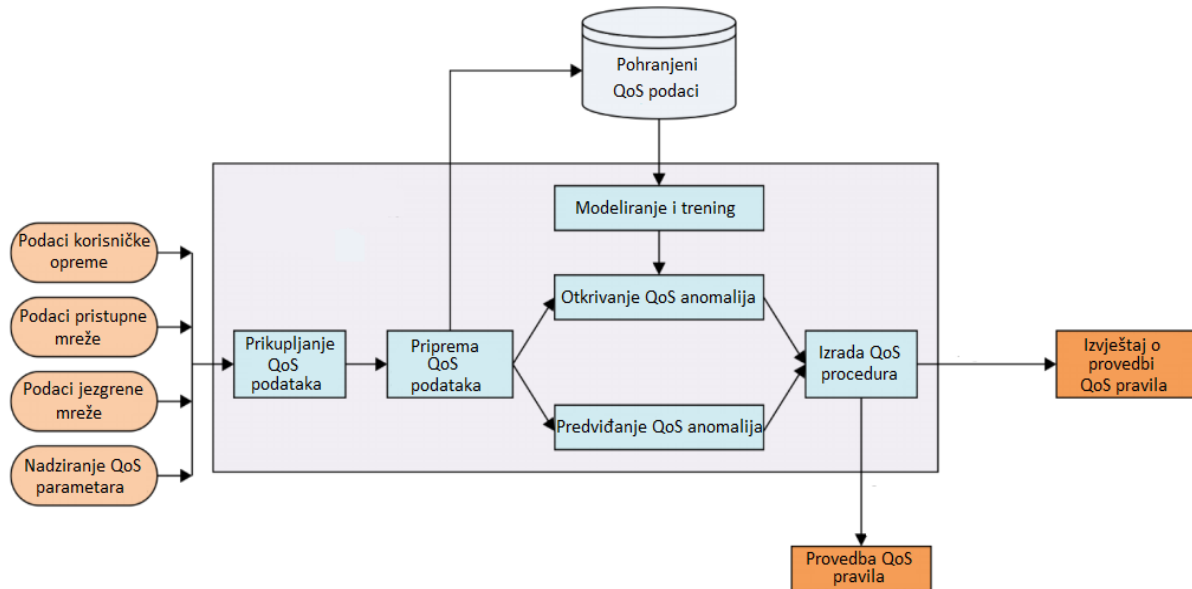 Pohranjeni
QoS podaci
Modeliranje i trening
Podaci korisničke
opreme
Podaci pristupne
mreže
Podaci jezgrene
mreže
Nadziranje QoS
parametara
Prikupljanje
QoS
podataka
Priprema
QoS
podataka
Otkrivanje QoS anomalija
Predviđanje QoS anomalija
Izrada QoS
procedura
Izvještaj o
provedbi
QoS pravila
Provedba QoS
pravila